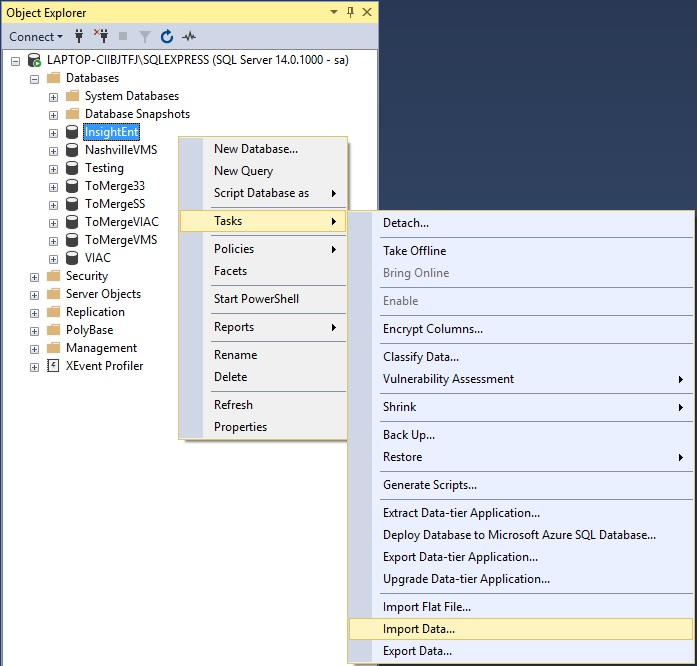 Object Explorer
Connect
LAPTOP-CIIBJTFJ\SQLEXPRESS (SQL Server 14.0.1000 - sa)
Databases
System Databases
Database Snapshots
InsightEnt
NashvilleVMS
Testing
ToMerge33
ToMergeSS
ToMergeVIAC
ToMergeVMS
VIAC
Security
Server Objects
Replication
PolyBase
Management
XEvent Profiler
New Database...
New Query
Script Database as
Tasks
Policies
Facets
Start PowerShell
Reports
Rename
Delete
Refresh
Properties
Detach...
Take Offline
Bring Online
Enable
Encrypt Columns...
Classify Data...
Vulnerability Assessment
Shrink
Back Up...
Restore
Generate Scripts...
Extract Data-tier Application...
Deploy Database to Microsoft Azure SQL Database...
Export Data-tier Application...
Upgrade Data-tier Application...
Import Flat File...
Import Data...
Export Data...